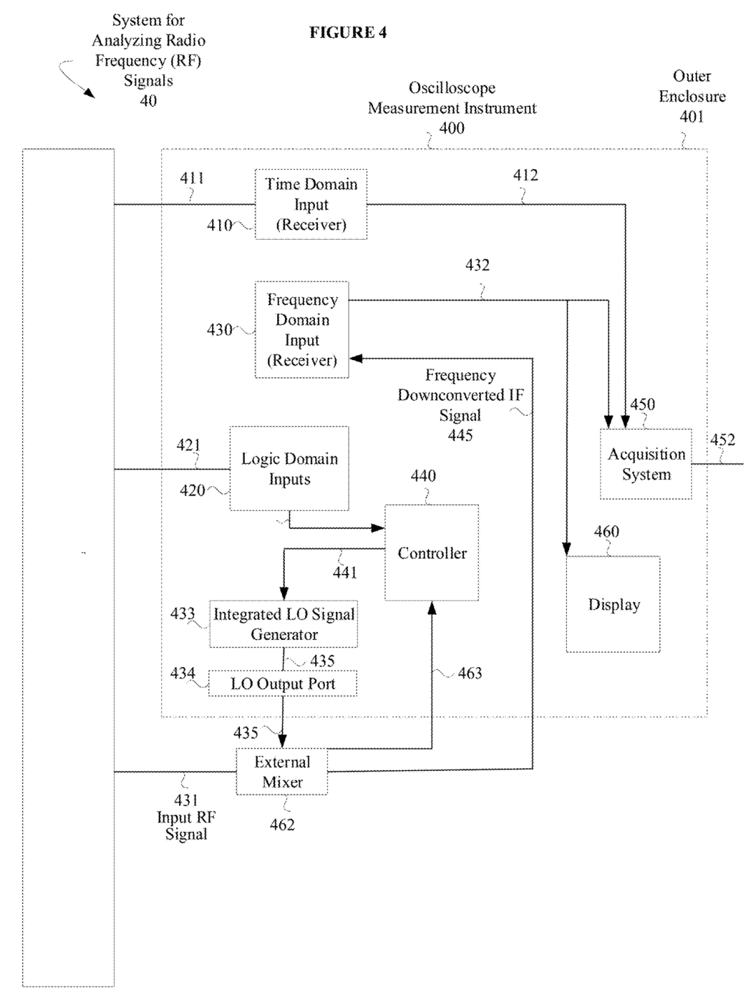 System for
Analyzing Radio
Frequency (RF)
Signals
40
FIGURE 4
Oscilloscope
Measurement Instrument
400
Outer
Enclosure
401
411
Time Domain
Input
(Receiver)
410
412
432
Frequency
Domain
Input
(Receiver)
430
Frequency
Downconverted IF
Signal
445
450
Acquisition
System
452
421
Logic Domain
Inputs
420
440
Controller
441
460
Display
433
Integrated LO Signal
Generator
435
434
LO Output Port
463
435
External
Mixer
462
431
Input RF
Signal